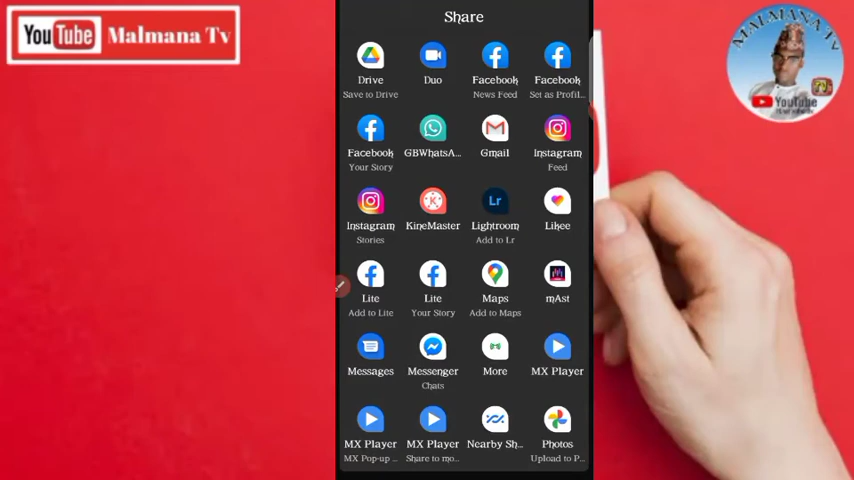 YouTube Malmana Tv
MALMANA TV
YouTube
Share
Drive Duo Facebook Facebook
Save to Drive News Feed Set as Profil...
Facebook GBWhatsA... Gmail Instagram
Your Story Feed
Instagram KineMaster Lightroom Likee
Stories Add to Lr
Lr
Lite Lite Maps mAst
Add to Lite Your Story Add to Maps
Messages Messenger More MX Player
Chats
MX Player MX Player Nearby Sh... Photos
MX Pop-up ... Share to mo... Upload to P...